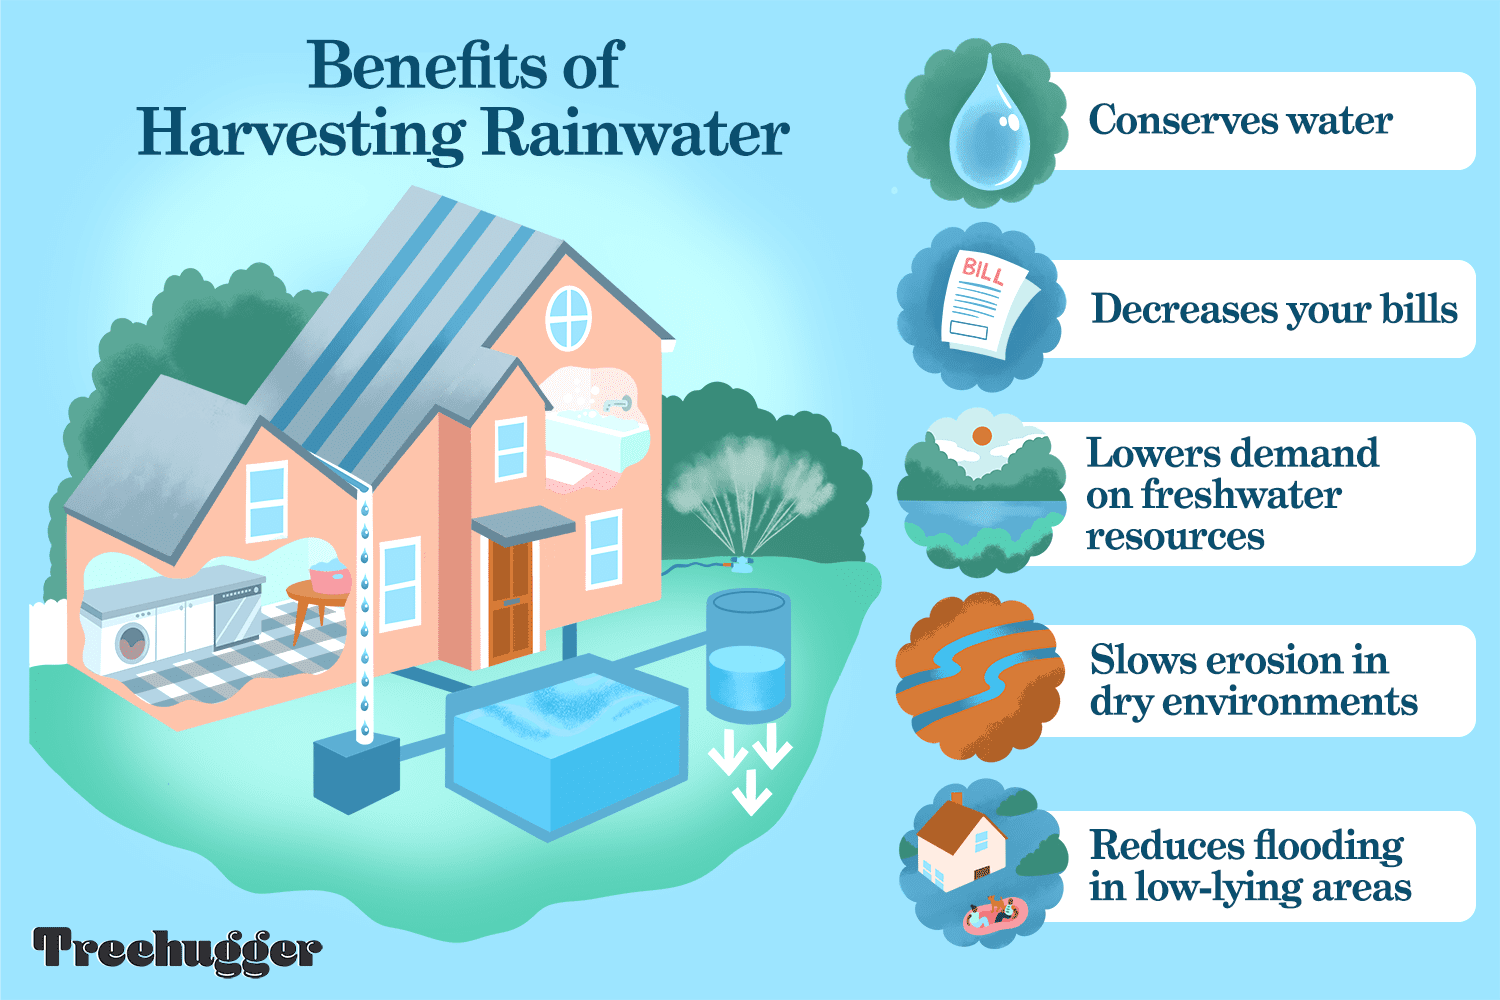 Benefits of
Harvesting Rainwater
Conserves water
BILL
Decreases your bills
Lowers demand
on freshwater
resources
Slows erosion in
dry environments
Reduces flooding
in low-lying areas
Treehugger